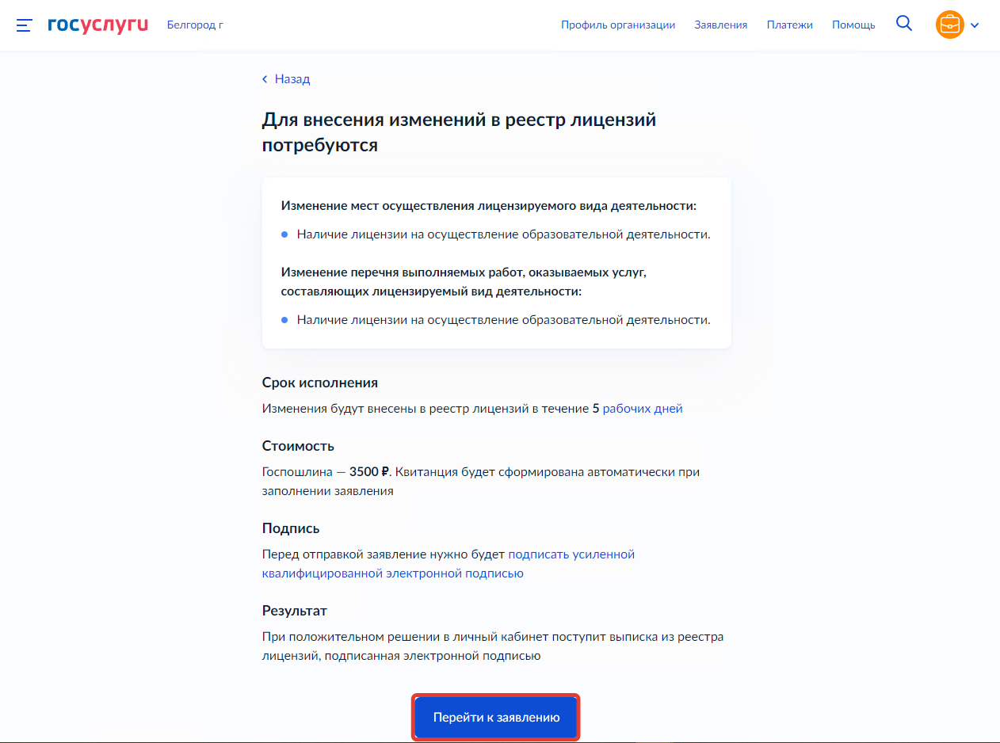 госуслуги
Белгород г
Профиль организации
Заявления
Платежи
Помощь
Назад
Для внесения изменений в реестр лицензий
потребуются
Изменение мест осуществления лицензируемого вида деятельности:
Наличие лицензии на осуществление образовательной деятельности.
Изменение перечня выполняемых работ, оказываемых услуг,
составляющих лицензируемый вид деятельности:
Наличие лицензии на осуществление образовательной деятельности.
Срок исполнения
Изменения будут внесены в реестр лицензий в течение 5 рабочих дней
Стоимость
Госпошлина — 3500 ₽. Квитанция будет сформирована автоматически при
заполнении заявления
Подпись
Перед отправкой заявление нужно будет подписать усиленной
квалифицированной электронной подписью
Результат
При положительном решении в личный кабинет поступит выписка из реестра
лицензий, подписанная электронной подписью
Перейти к заявлению